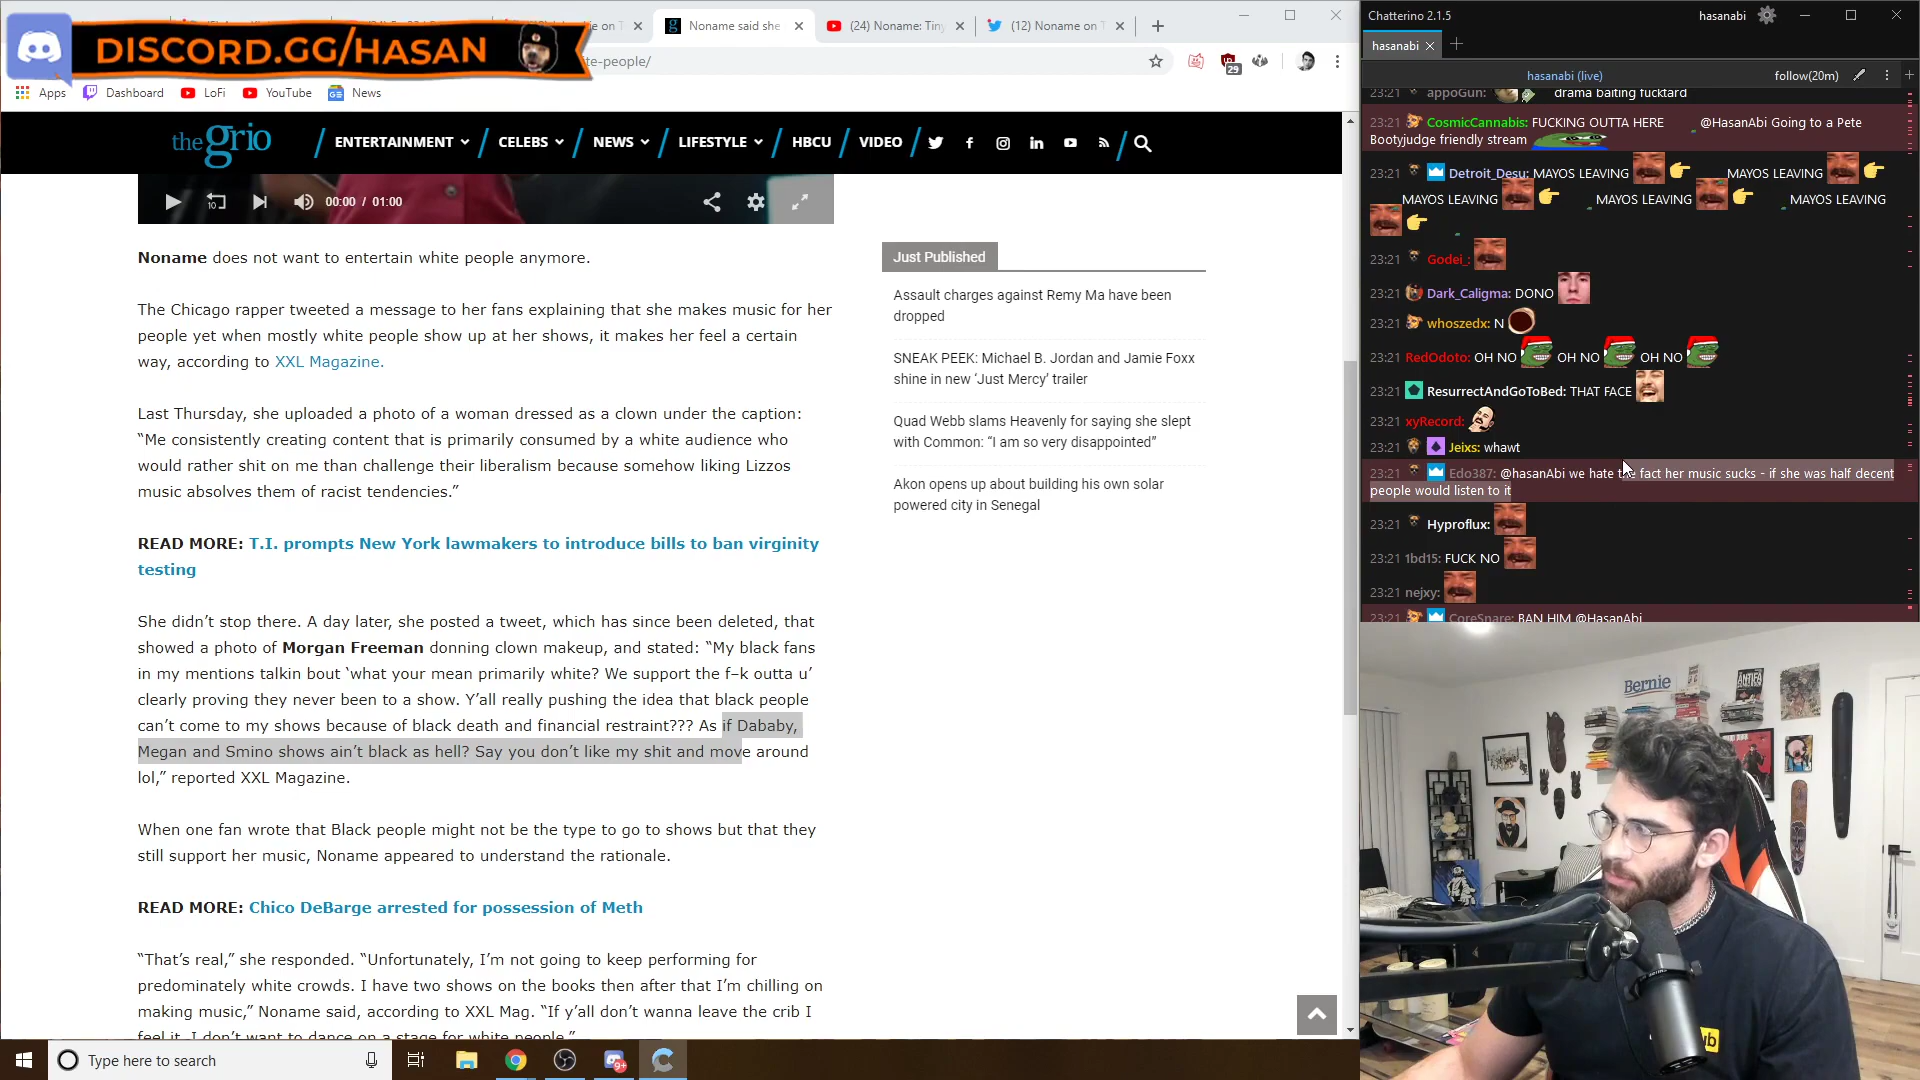 DISCORD.GG/HASAN
Noname said she
(24) Noname: Tiny
(12) Noname on T
te-people/
29
Apps
Dashboard
LoFi
YouTube
News
thegrio
ENTERTAINMENT
CELEBS
NEWS
LIFESTYLE
HBCU
VIDEO
10
00:00 / 01:00
Noname does not want to entertain white people anymore.
The Chicago rapper tweeted a message to her fans explaining that she makes music for her
people yet when mostly white people show up at her shows, it makes her feel a certain
way, according to XXL Magazine.
Last Thursday, she uploaded a photo of a woman dressed as a clown under the caption:
“Me consistently creating content that is primarily consumed by a white audience who
would rather shit on me than challenge their liberalism because somehow liking Lizzos
music absolves them of racist tendencies.”
READ MORE: T.I. prompts New York lawmakers to introduce bills to ban virginity
testing
She didn’t stop there. A day later, she posted a tweet, which has since been deleted, that
showed a photo of Morgan Freeman donning clown makeup, and stated: “My black fans
in my mentions talkin bout ‘what your mean primarily white? We support the f–k outta u’
clearly proving they never been to a show. Y’all really pushing the idea that black people
can’t come to my shows because of black death and financial restraint??? As if Dababy,
Megan and Smino shows ain’t black as hell? Say you don’t like my shit and move around
lol,” reported XXL Magazine.
When one fan wrote that Black people might not be the type to go to shows but that they
still support her music, Noname appeared to understand the rationale.
READ MORE: Chico DeBarge arrested for possession of Meth
“That’s real,” she responded. “Unfortunately, I’m not going to keep performing for
predominately white crowds. I have two shows on the books then after that I’m chilling on
making music,” Noname said, according to XXL Mag. “If y’all don’t wanna leave the crib I
feel it. I don’t want to dance on a stage for white people.”
Just Published
Assault charges against Remy Ma have been
dropped
SNEAK PEEK: Michael B. Jordan and Jamie Foxx
shine in new ‘Just Mercy’ trailer
Quad Webb slams Heavenly for saying she slept
with Common: “I am so very disappointed”
Akon opens up about building his own solar
powered city in Senegal
Type here to search
Chatterino 2.1.5
hasanabi
hasanabi
hasanabi (live)
follow(20m)
23:21 appoGun: drama baiting fucktard
23:21 CosmicCannabis: FUCKING OUTTA HERE @HasanAbi Going to a Pete
Bootyjudge friendly stream
23:21 Detroit_Desu: MAYOS LEAVING MAYOS LEAVING
MAYOS LEAVING MAYOS LEAVING MAYOS LEAVING
23:21 Godei_:
23:21 Dark_Caligma: DONO
23:21 whoszedx: N
23:21 RedOdoto: OH NO OH NO OH NO
23:21 ResurrectAndGoToBed: THAT FACE
23:21 xyRecord:
23:21 Jeixs: whawt
23:21 Edo387: @hasanAbi we hate the fact her music sucks - if she was half decent
people would listen to it
23:21 Hyproflux:
23:21 1bd15: FUCK NO
23:21 nejxy:
23:21 CoreSnare: BAN HIM @HasanAbi
Bernie
ANTIFA
ub